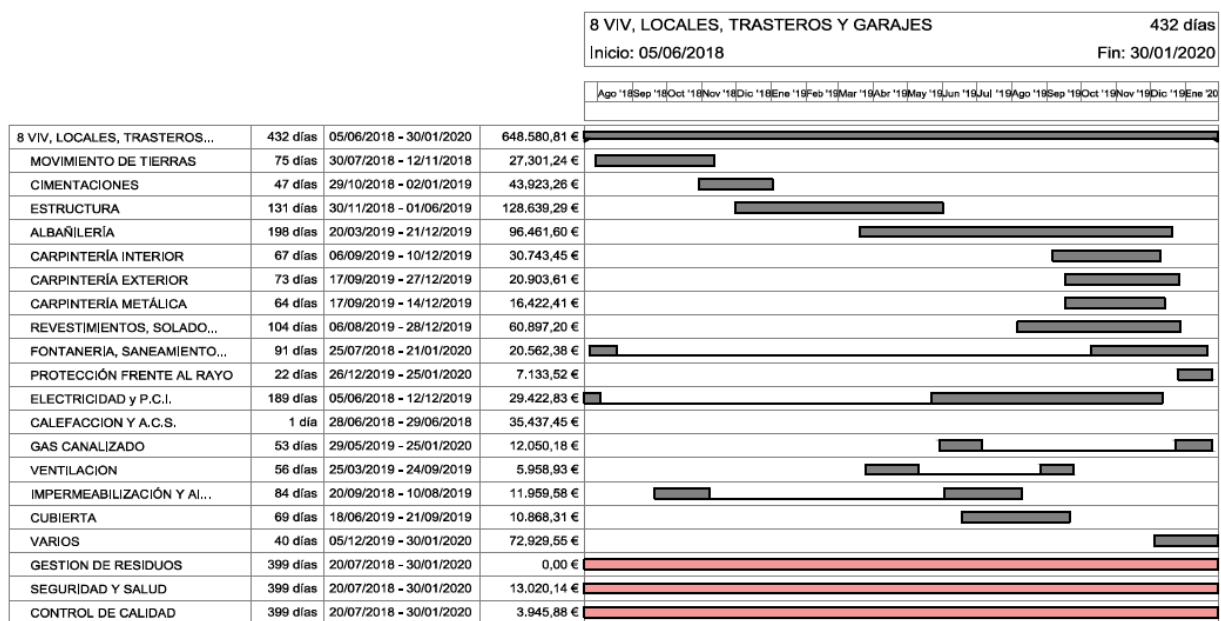 8 VIV, LOCALES, TRASTEROS Y GARAJES 432 días
Inicio: 05/06/2018 Fin: 30/01/2020
Ago '18 Sep '18 Oct '18 Nov '18 Dic '18 Ene '19 Feb '19 Mar '19 Abr '19 May '19 Jun '19 Jul '19 Ago '19 Sep '19 Oct '19 Nov '19 Dic '19 Ene '20
8 VIV, LOCALES, TRASTEROS... 432 días 05/06/2018 - 30/01/2020 648.580,81 €
MOVIMIENTO DE TIERRAS 75 días 30/07/2018 - 12/11/2018 27.301,24 €
CIMENTACIONES 47 días 29/10/2018 - 02/01/2019 43.923,26 €
ESTRUCTURA 131 días 30/11/2018 - 01/06/2019 128.639,29 €
ALBAÑILERÍA 198 días 20/03/2019 - 21/12/2019 96.461,60 €
CARPINTERÍA INTERIOR 67 días 06/09/2019 - 10/12/2019 30.743,45 €
CARPINTERÍA EXTERIOR 73 días 17/09/2019 - 27/12/2019 20.903,61 €
CARPINTERÍA METÁLICA 64 días 17/09/2019 - 14/12/2019 16.422,41 €
REVESTIMIENTOS, SOLADO... 104 días 06/08/2019 - 28/12/2019 60.897,20 €
FONTANERÍA, SANEAMIENTO... 91 días 25/07/2018 - 21/01/2020 20.562,38 €
PROTECCIÓN FRENTE AL RAYO 22 días 26/12/2019 - 25/01/2020 7.133,52 €
ELECTRICIDAD y P.C.I. 189 días 05/06/2018 - 12/12/2019 29.422,83 €
CALEFACCION Y A.C.S. 1 día 28/06/2018 - 29/06/2018 35.437,45 €
GAS CANALIZADO 53 días 29/05/2019 - 25/01/2020 12.050,18 €
VENTILACION 56 días 25/03/2019 - 24/09/2019 5.958,93 €
IMPERMEABILIZACIÓN Y AI... 84 días 20/09/2018 - 10/08/2019 11.959,58 €
CUBIERTA 69 días 18/06/2019 - 21/09/2019 10.868,31 €
VARIOS 40 días 05/12/2019 - 30/01/2020 72.929,55 €
GESTION DE RESIDUOS 399 días 20/07/2018 - 30/01/2020 0,00 €
SEGURIDAD Y SALUD 399 días 20/07/2018 - 30/01/2020 13.020,14 €
CONTROL DE CALIDAD 399 días 20/07/2018 - 30/01/2020 3.945,88 €